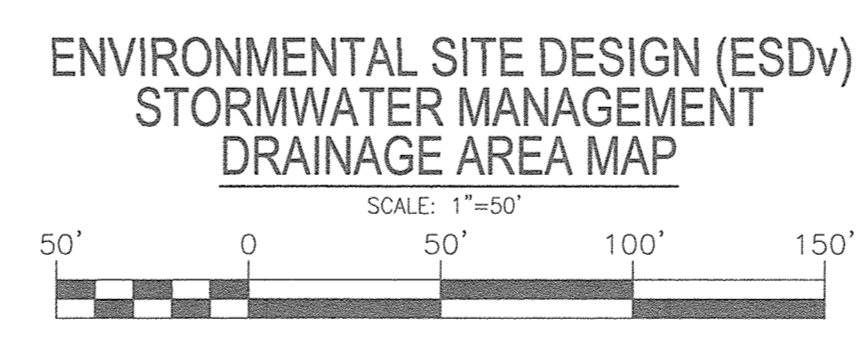 ENVIRONMENTAL SITE DESIGN (ESDv)
STORMWATER MANAGEMENT
DRAINAGE AREA MAP
SCALE: 1"=50'
50' 0 50' 100' 150'